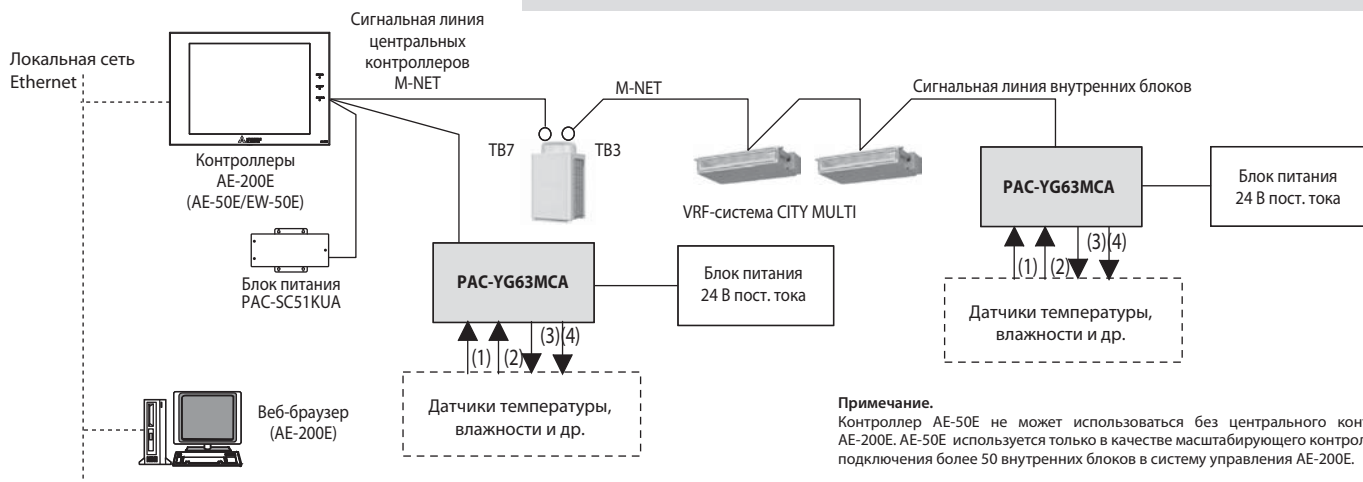 Сигнальная линия
центральных
контроллеров
M-NET
Локальная сеть
Ethernet
M-NET
Сигнальная линия внутренних блоков
TB7
TB3
Контроллеры
AE-200E
(AE-50E/EW-50E)
VRF-система CITY MULTI
PAC-YG63MCA
Блок питания
24 В пост. тока
(1) (2) (3)(4)
Датчики температуры,
влажности и др.
Блок питания
PAC-SC51KUA
PAC-YG63MCA
Блок питания
24 В пост. тока
(1) (2) (3)(4)
Датчики температуры,
влажности и др.
Веб-браузер
(AE-200E)
Примечание.
Контроллер AE-50E не может использоваться без центрального
AE-200E. AE-50E используется только в качестве масштабирующего
подключения более 50 внутренних блоков в систему управления AE-200E.